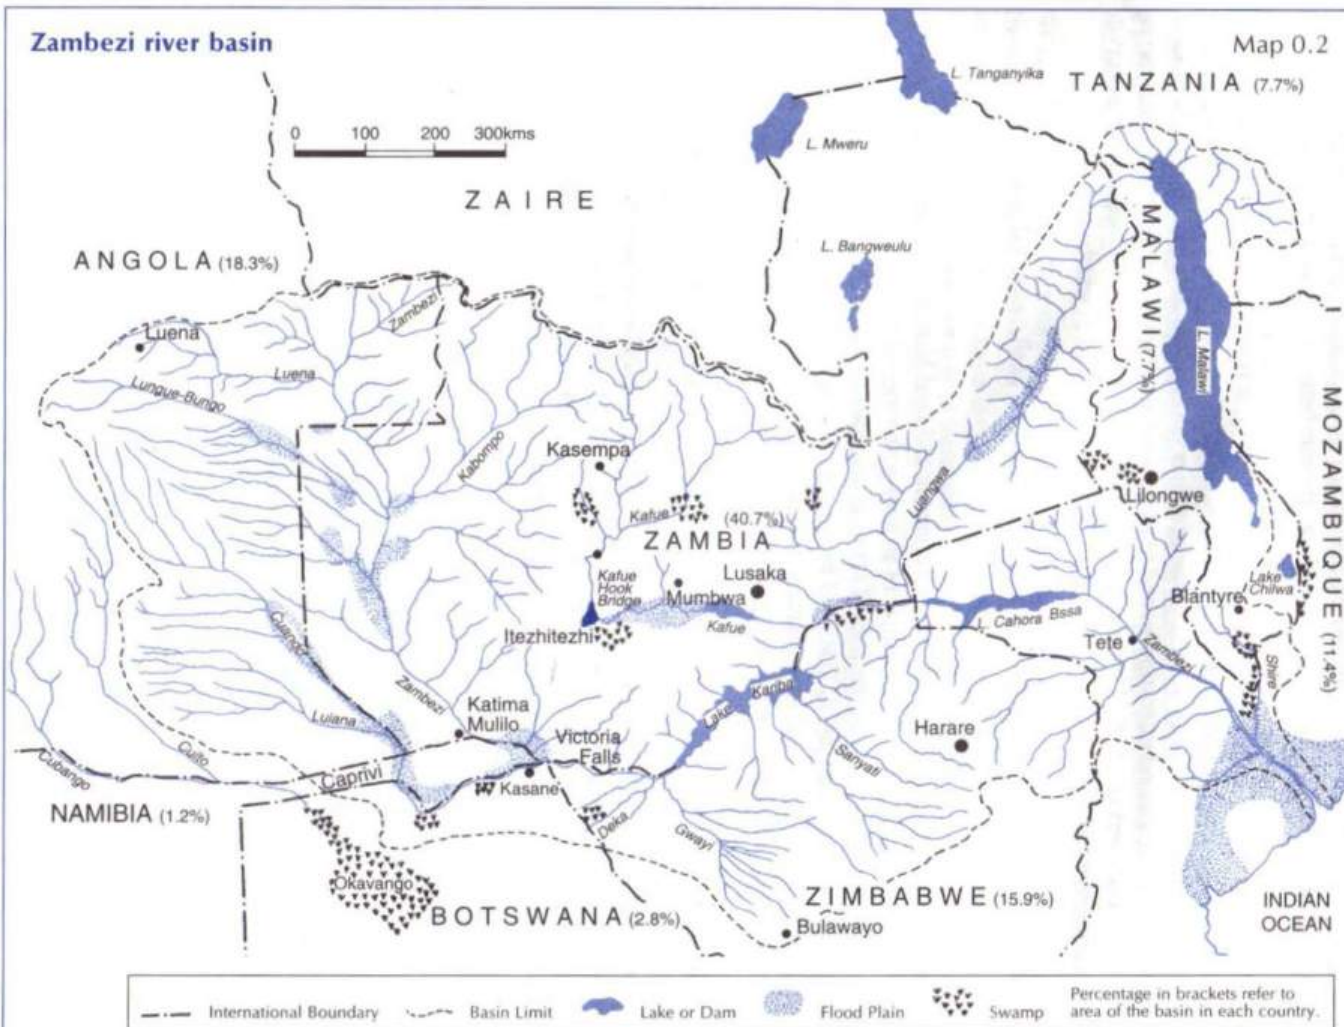 Zambezi river basin
Map 0.2
L. Tanganyika
TANZANIA (7.7%)
0 100 200 300kms
L. Mweru
ZAIRE
MALAWI (7.7%)
L. Bangweulu
ANGOLA (18.3%)
Zambezi
Luena
Luena
L. Malawi
Lungue-Bungo
MOZAMBIQUE (11.4%)
Kabompo
Kasempa
Luangwa
Lilongwe
Kafue
(40.7%)
ZAMBIA
Kafue
Hook
Bridge
Lusaka
Mumbwa
Lake
Chilwa
Blantyre
L. Cahora Bssa
Kafue
Itezhitezhi
Cuando
Tete
Zambezi
Shire
Zambezi
Lake Kariba
Katima
Mulilo
Luiana
Victoria
Falls
Harare
Sanyati
Cuito
Cubango
Caprivi
Kasane
NAMIBIA (1.2%)
Deka
Gwayi
Okavango
BOTSWANA (2.8%)
ZIMBABWE (15.9%)
INDIAN
OCEAN
Bulawayo
International Boundary
Basin Limit
Lake or Dam
Flood Plain
Swamp
Percentage in brackets refer to
area of the basin in each country.